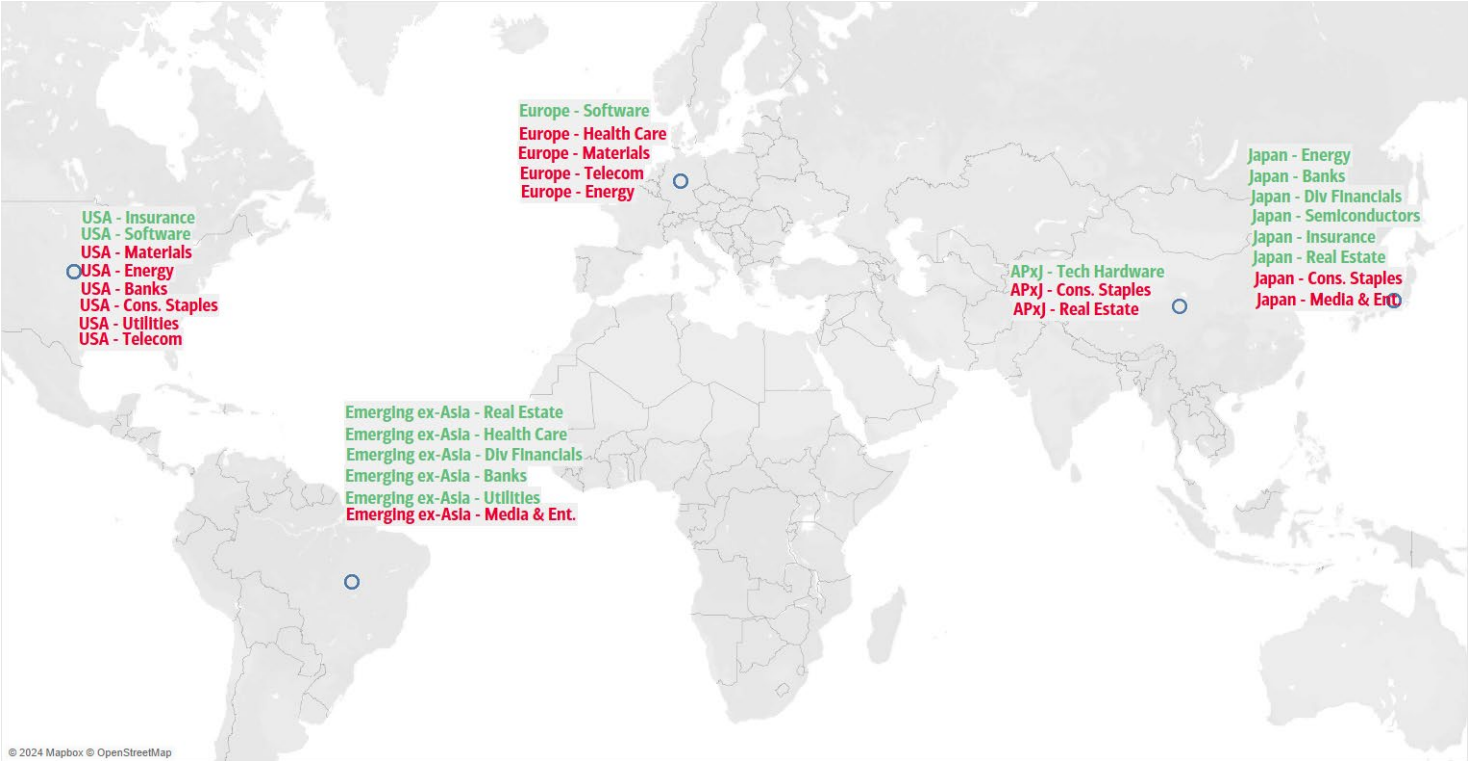 Europe - Software
Europe - Health Care
Europe - Materials
Europe - Telecom
Europe - Energy
Japan - Energy
Japan - Banks
Japan - Div Financials
Japan - Semiconductors
Japan - Insurance
Japan - Real Estate
Japan - Cons. Staples
Japan - Media & Ent.
USA - Insurance
USA - Software
USA - Materials
USA - Energy
USA - Banks
USA - Cons. Staples
USA - Utilities
USA - Telecom
APxJ - Tech Hardware
APxJ - Cons. Staples
APxJ - Real Estate
Emerging ex-Asia - Real Estate
Emerging ex-Asia - Health Care
Emerging ex-Asia - Div Financials
Emerging ex-Asia - Banks
Emerging ex-Asia - Utilities
Emerging ex-Asia - Media & Ent.
© 2024 Mapbox © OpenStreetMap